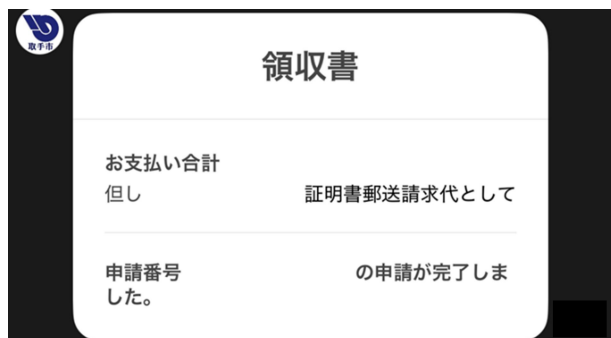 取手市
領収書
お支払い合計
但し 証明書郵送請求代として
申請番号 の申請が完了しま
した。